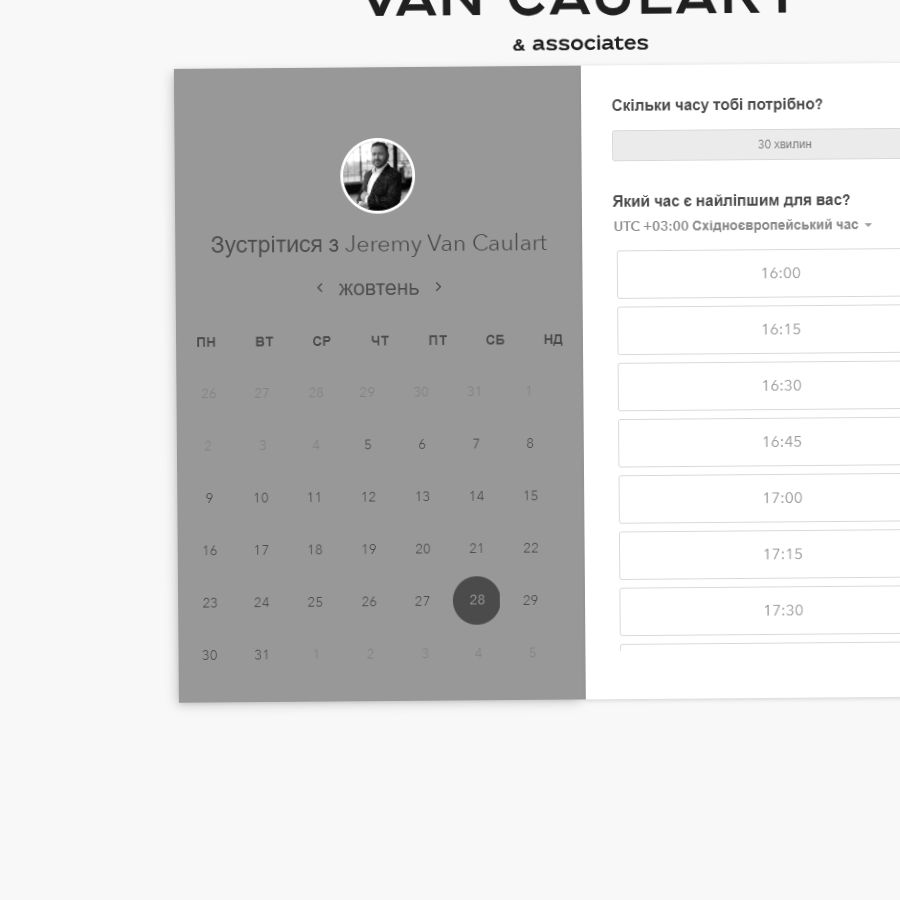 VAN CAULART
& associates
Зустрітися з Jeremy Van Caulart
жовтень
ПН ВТ СР ЧТ ПТ СБ НД
26 27 28 29 30 31 1
2 3 4 5 6 7 8
9 10 11 12 13 14 15
16 17 18 19 20 21 22
23 24 25 26 27 28 29
30 31 1 2 3 4 5
Скільки часу тобі потрібно?
30 хвилин
Який час є найліпшим для вас?
UTC +03:00 Східноєвропейський час
16:00
16:15
16:30
16:45
17:00
17:15
17:30